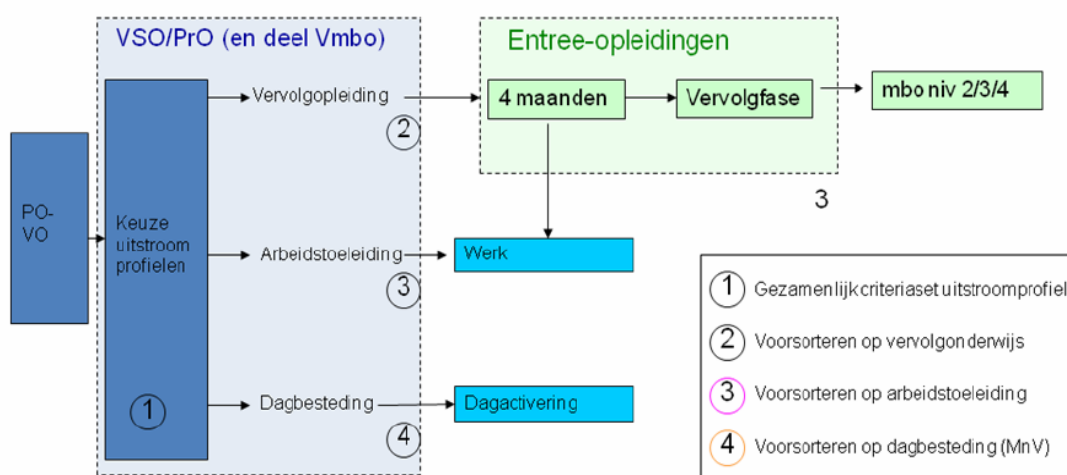 VSO/PrO (en deel Vmbo)
Entree-opleidingen
Vervolgopleiding
4 maanden
Vervolgfase
mbo niv 2/3/4
2
PO-
VO
3
Keuze
uitstroom
profielen
Arbeidstoeleiding
Werk
3
1 Gezamenlijk criteriaset uitstroomprofiel
2 Voorsorteren op vervolgonderwijs
3 Voorsorteren op arbeidstoeleiding
4 Voorsorteren op dagbesteding (MnV)
1
Dagbesteding
Dagactivering
4